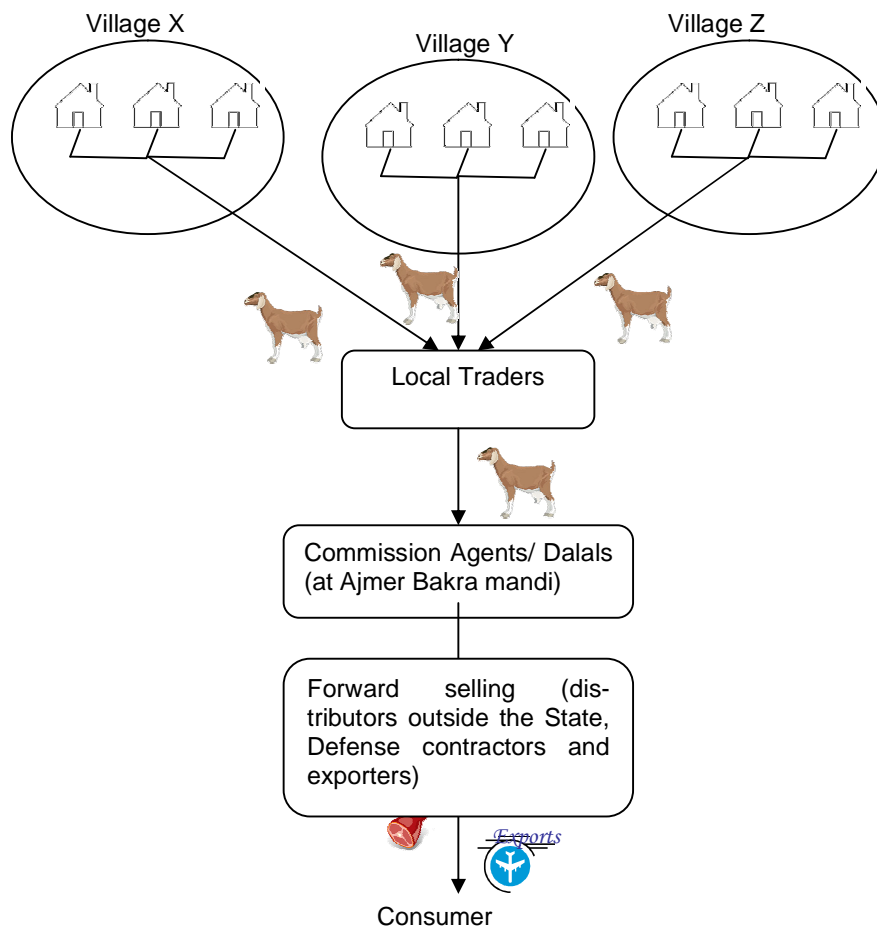 Village X
Village Y
Village Z
Local Traders
Commission Agents/ Dalals
(at Ajmer Bakra mandi)
Forward selling (dis-
tributors outside the State,
Defense contractors and
exporters)
Exports
Consumer